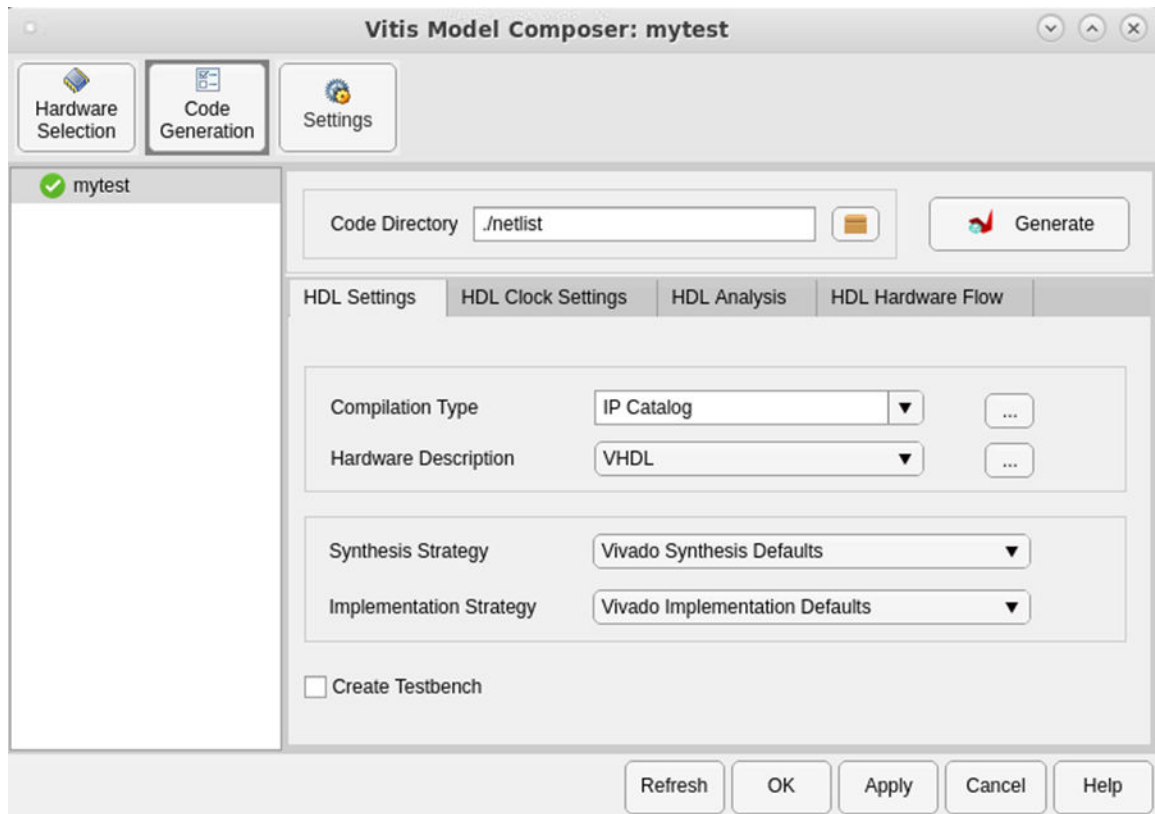 Vitis Model Composer: mytest
Hardware
Selection
Code
Generation
Settings
mytest
Code Directory
./netlist
Generate
HDL Settings
HDL Clock Settings
HDL Analysis
HDL Hardware Flow
Compilation Type
IP Catalog
...
Hardware Description
VHDL
...
Synthesis Strategy
Vivado Synthesis Defaults
Implementation Strategy
Vivado Implementation Defaults
Create Testbench
Refresh
OK
Apply
Cancel
Help